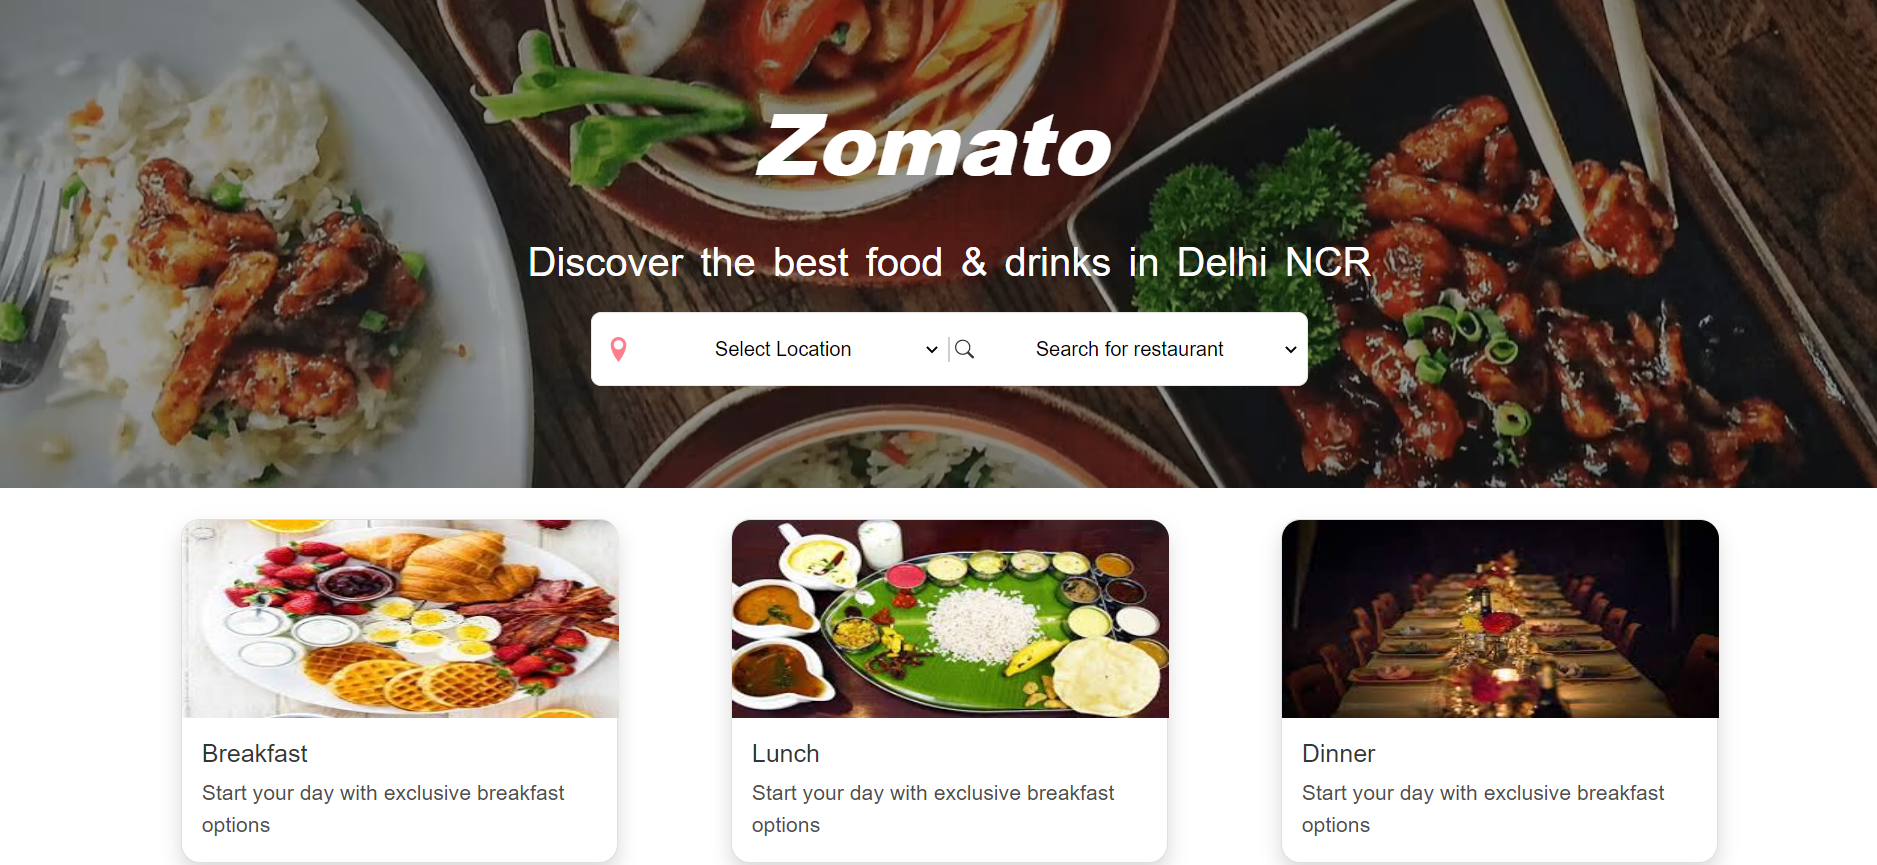 Zomato
Discover the best food & drinks in Delhi NCR
Select Location
Search for restaurant
Breakfast
Start your day with exclusive breakfast
options
Lunch
Start your day with exclusive breakfast
options
Dinner
Start your day with exclusive breakfast
options